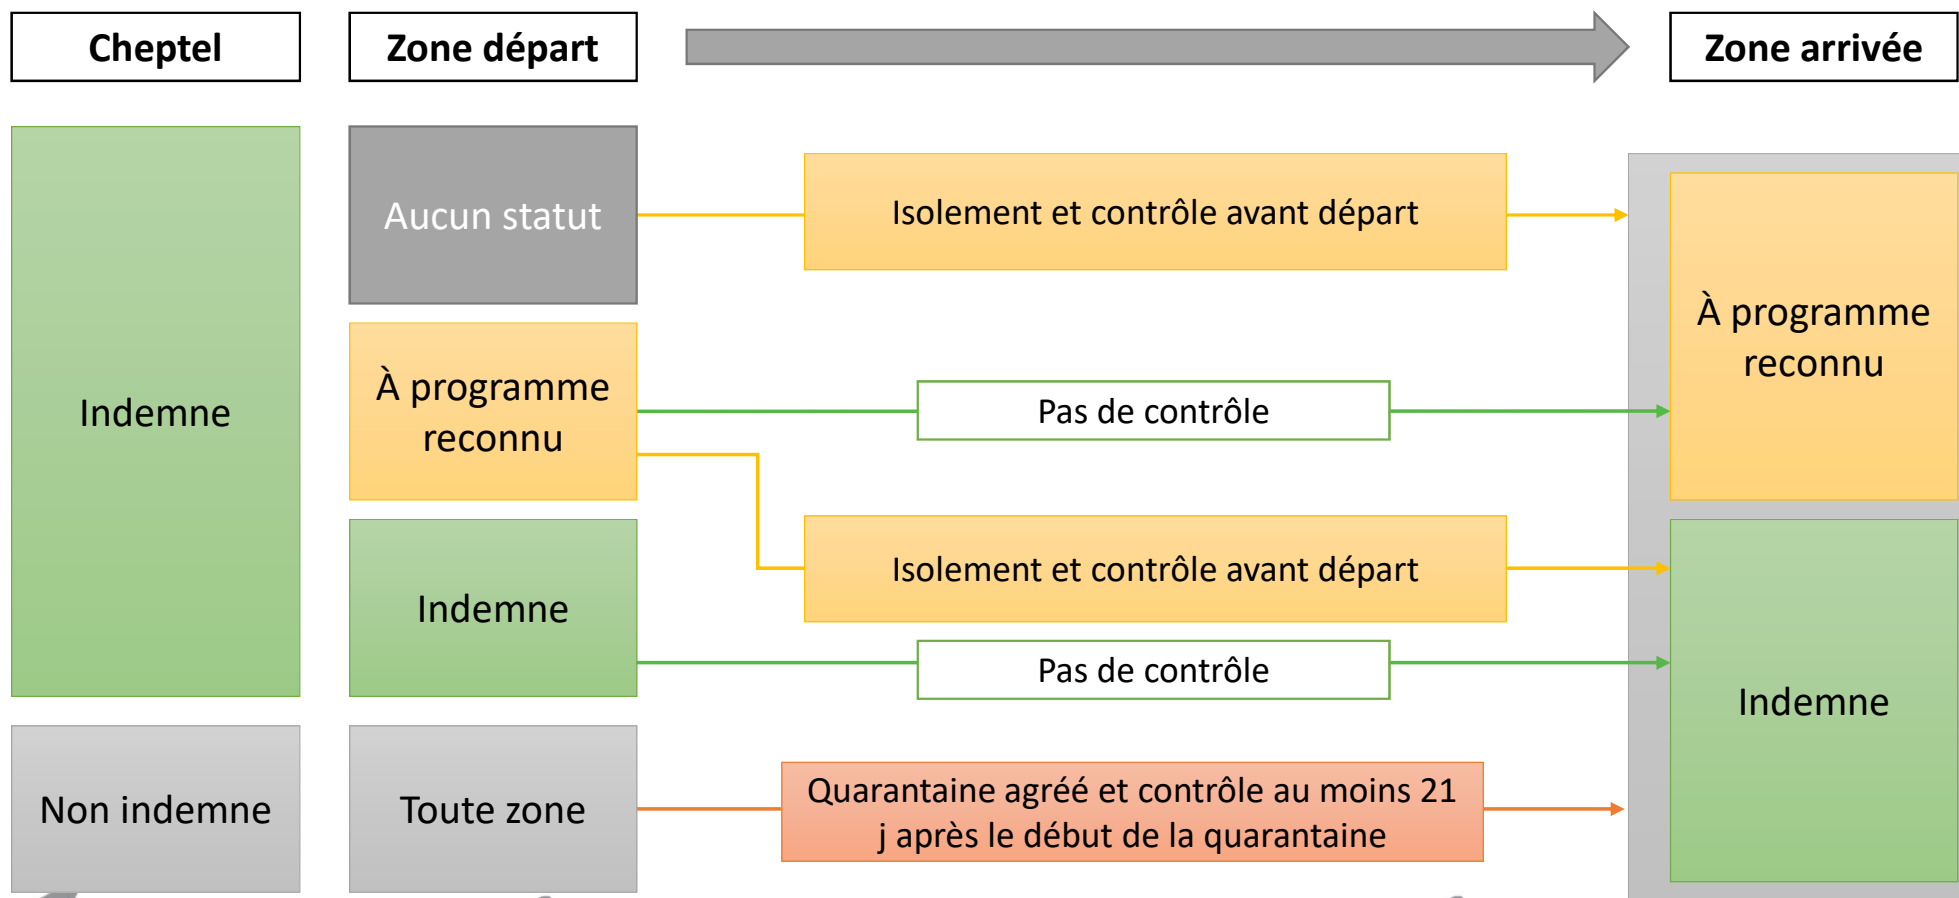 Cheptel
Zone départ
Zone arrivée
Indemne
Aucun statut
Isolement et contrôle avant départ
À programme
reconnu
À programme
reconnu
Pas de contrôle
Isolement et contrôle avant départ
Indemne
Pas de contrôle
Indemne
Non indemne
Toute zone
Quarantaine agréé et contrôle au moins 21
j après le début de la quarantaine